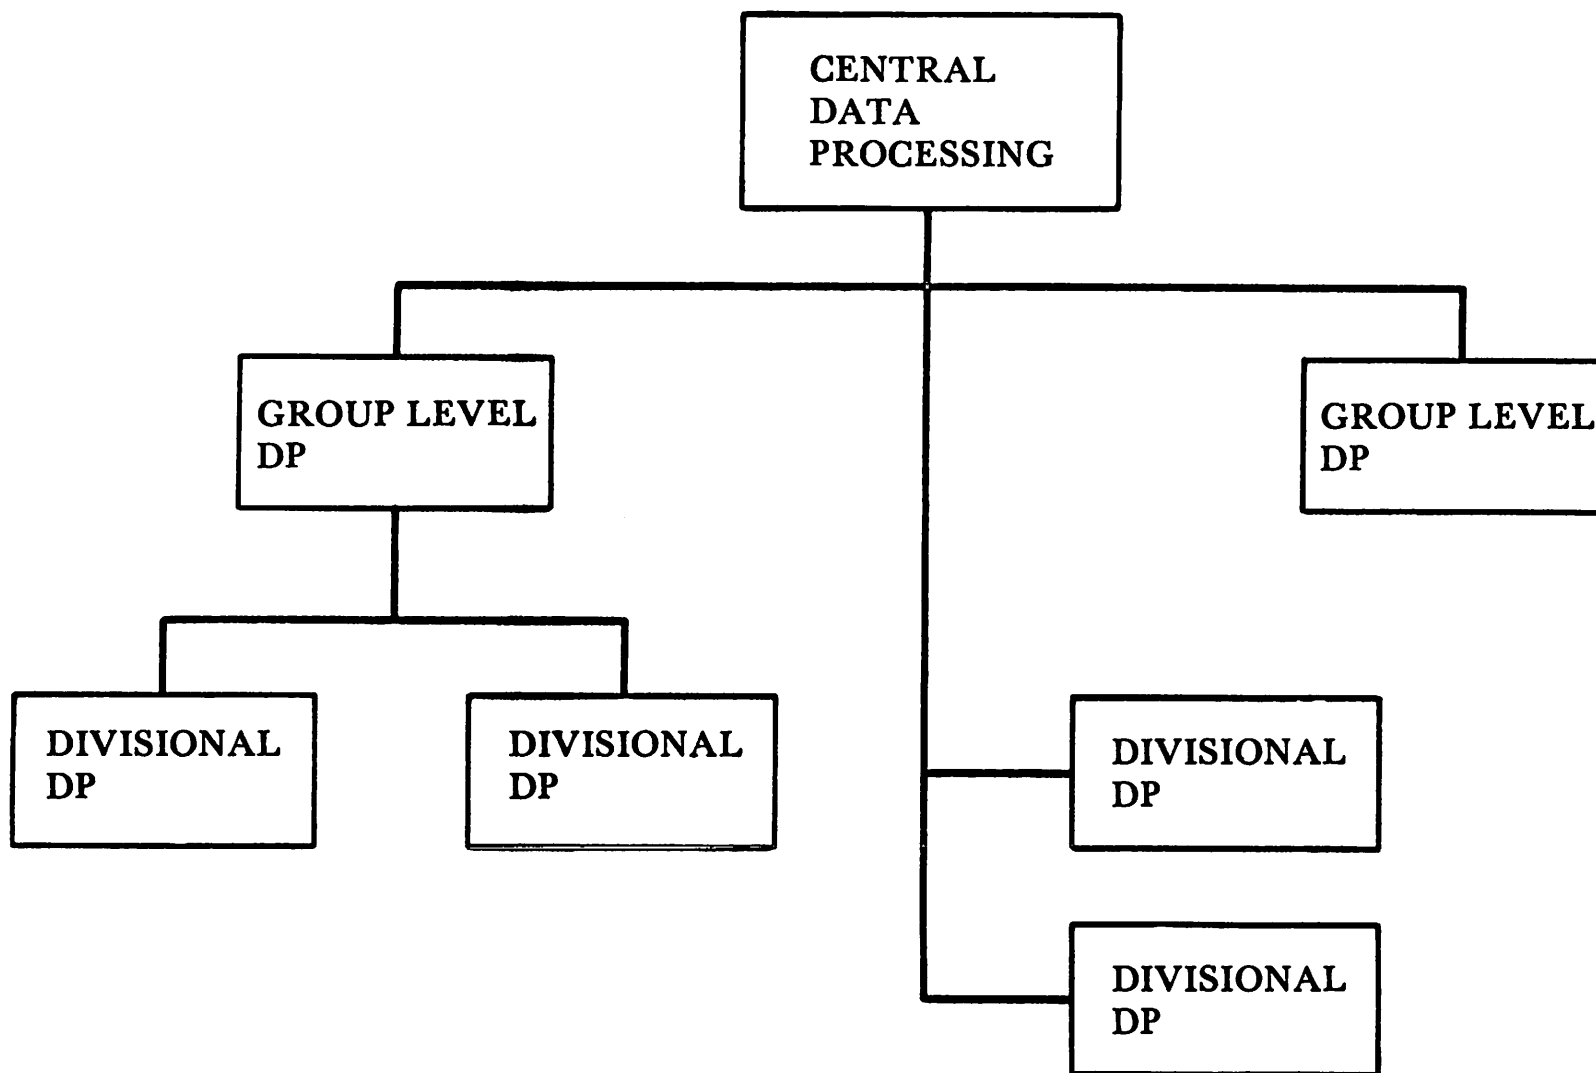 CENTRAL
DATA
PROCESSING
GROUP LEVEL
DP
GROUP LEVEL
DP
DIVISIONAL
DP
DIVISIONAL
DP
DIVISIONAL
DP
DIVISIONAL
DP